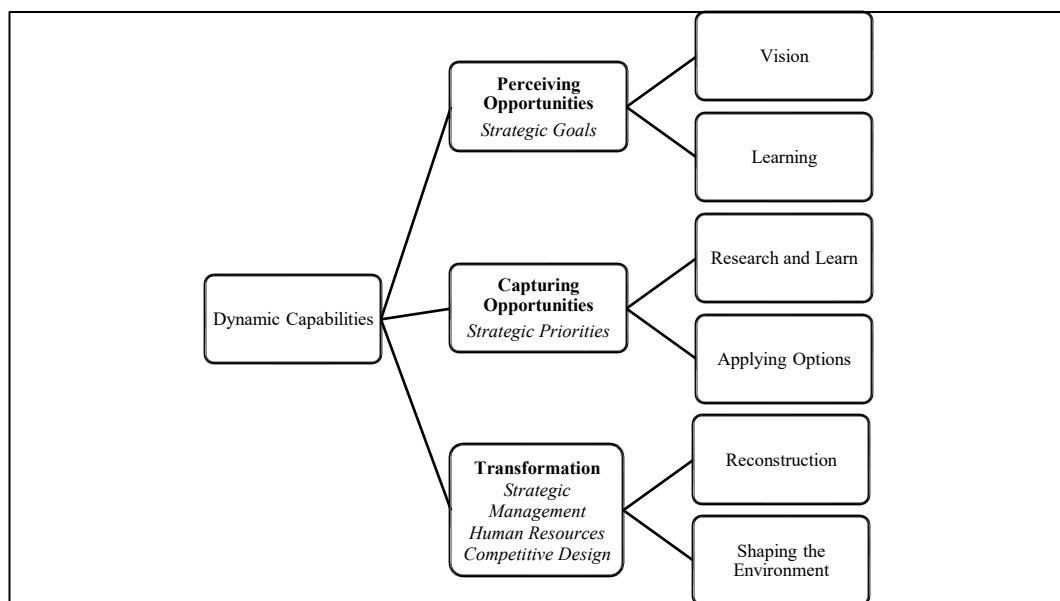 Dynamic Capabilities
Perceiving
Opportunities
Strategic Goals
Vision
Learning
Capturing
Opportunities
Strategic Priorities
Research and Learn
Applying Options
Transformation
Strategic
Management
Human Resources
Competitive Design
Reconstruction
Shaping the
Environment